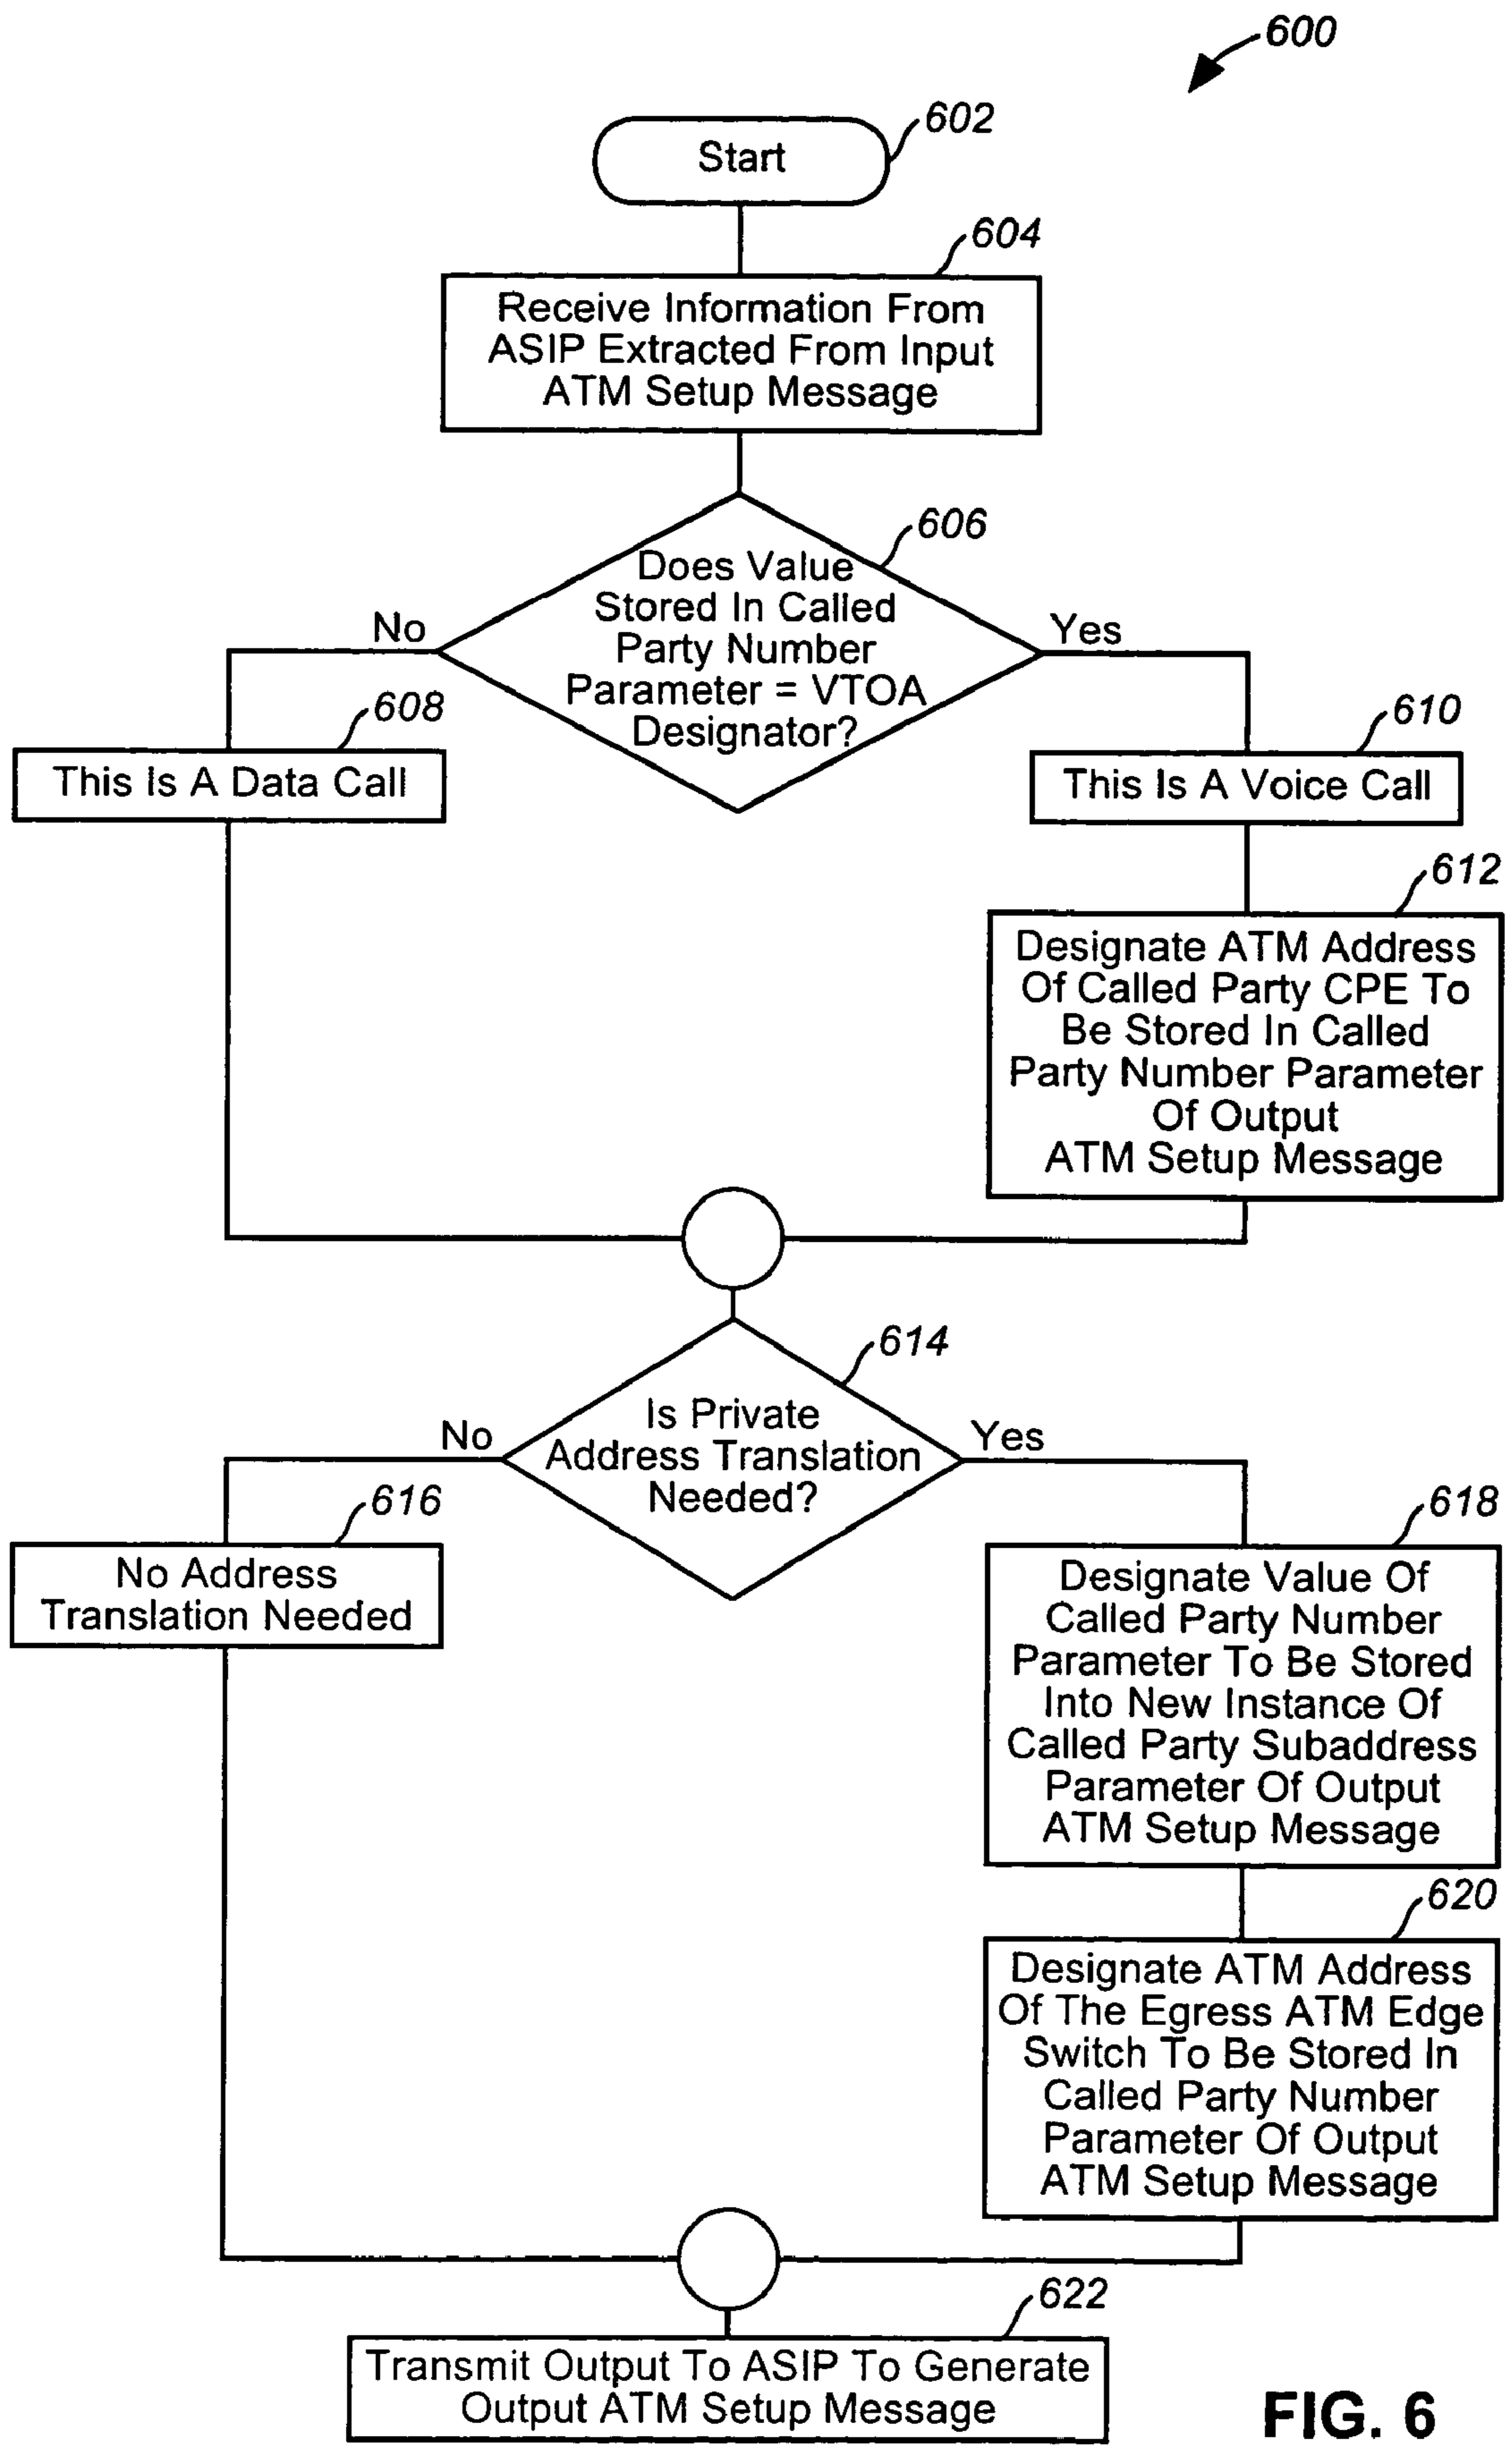 600
602
Start
604
Receive Information From
ASIP Extracted From Input
ATM Setup Message
606
Does Value
Stored In Called
Party Number
Parameter = VTOA
Designator?
No
Yes
608
This Is A Data Call
610
This Is A Voice Call
612
Designate ATM Address
Of Called Party CPE To
Be Stored In Called
Party Number Parameter
Of Output
ATM Setup Message
614
Is Private
Address Translation
Needed?
No
Yes
616
No Address
Translation Needed
618
Designate Value Of
Called Party Number
Parameter To Be Stored
Into New Instance Of
Called Party Subaddress
Parameter Of Output
ATM Setup Message
620
Designate ATM Address
Of The Egress ATM Edge
Switch To Be Stored In
Called Party Number
Parameter Of Output
ATM Setup Message
622
Transmit Output To ASIP To Generate
Output ATM Setup Message
FIG. 6